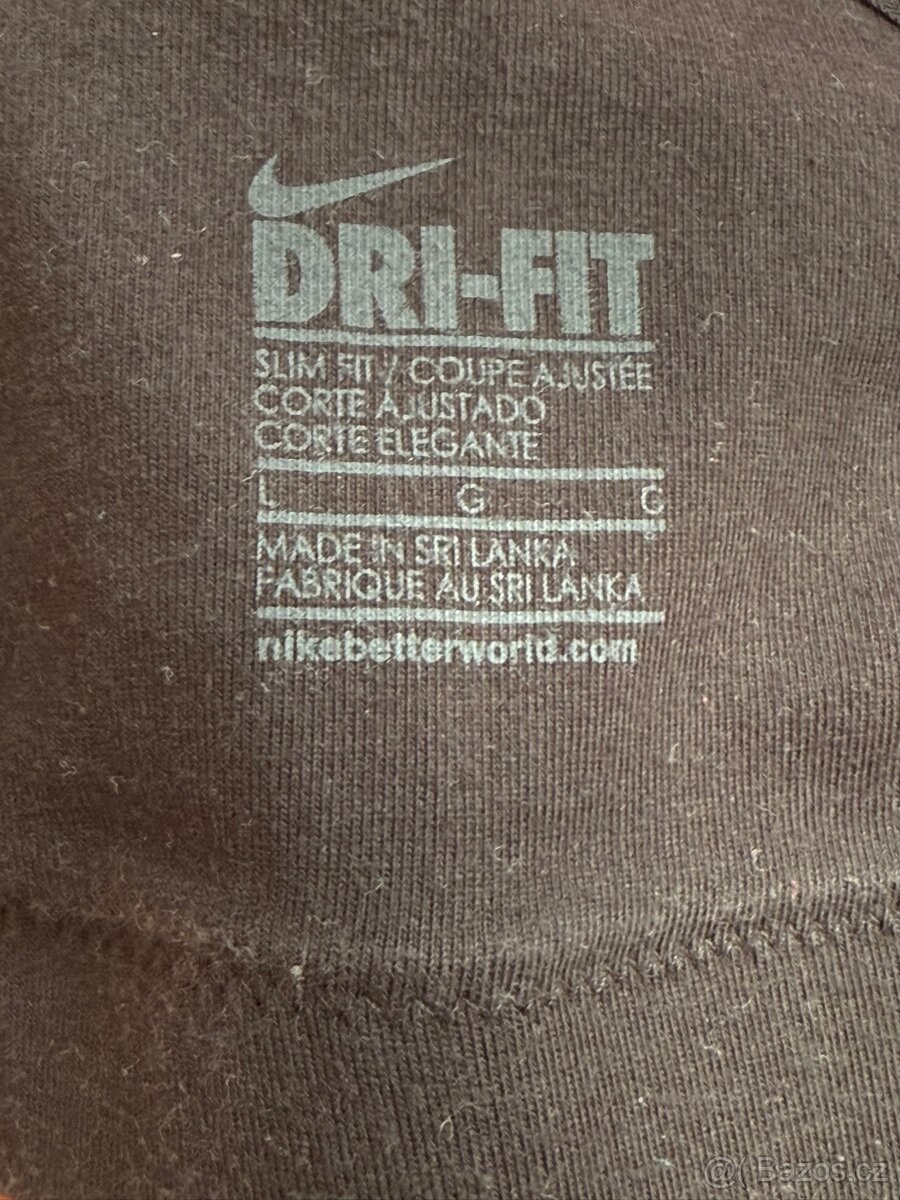 DRI-FIT
SLIM FIT / COUPE AJUSTÉE
CORTE AJUSTADO
CORTE ELEGANTE
L G G
MADE IN SRI LANKA
FABRIQUE AU SRI LANKA
nikebetterworld.com
@( Bazos.cz